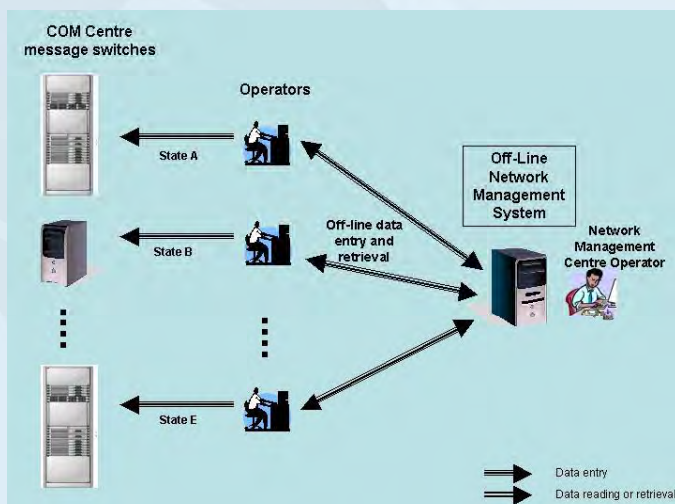 COM Centre
message switches
Operators
State A
Off-Line
Network
Management
System
State B
Off-line data
entry and
retrieval
Network
Management
Centre Operator
State E
Data entry
Data reading or retrieval